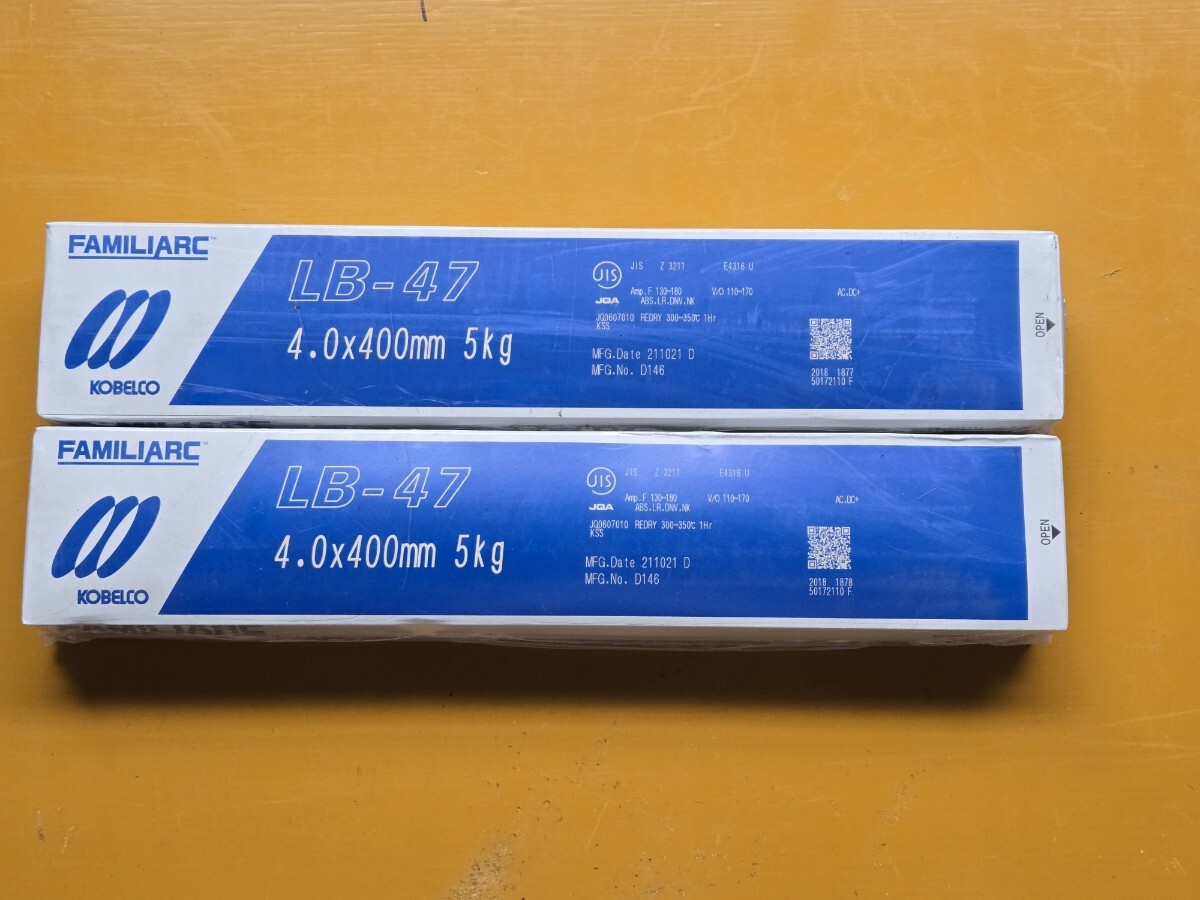 FAMILIARC™
KOBELCO
LB-47
4.0x400mm 5kg
JIS
JQA
JIS Z 3211 E4316 U
Amp.F 130-180 V/O 110-170 AC.DC±
ABS.LR.DNV.NK
JQ0607010 REDRY 300-350℃ 1Hr
KSS
MFG.Date 211021 D
MFG.No. D146
2018 1877
50172110 F
OPEN
FAMILIARC™
KOBELCO
LB-47
4.0x400mm 5kg
JIS
JQA
JIS Z 3211 E4316 U
Amp.F 130-180 V/O 110-170 AC.DC±
ABS.LR.DNV.NK
JQ0607010 REDRY 300-350℃ 1Hr
KSS
MFG.Date 211021 D
MFG.No. D146
2018 1878
50172110 F
OPEN